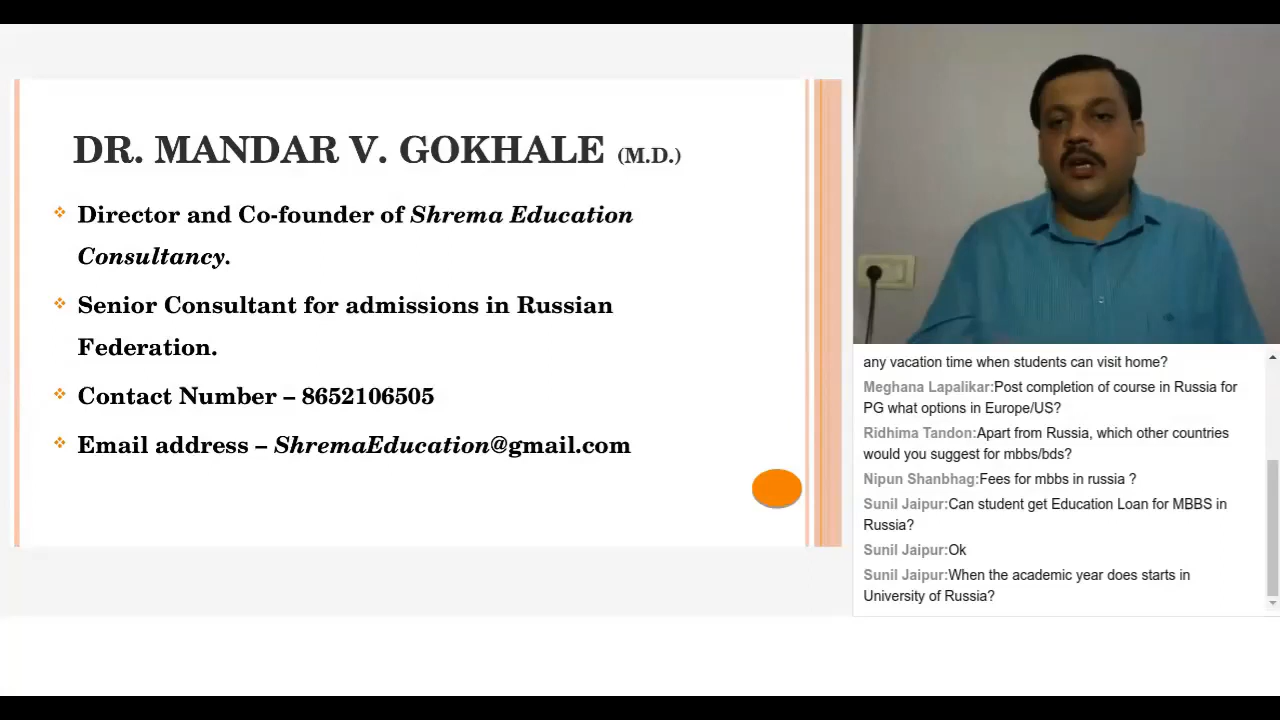 DR. MANDAR V. GOKHALE (M.D.)
❖ Director and Co-founder of Shrema Education
Consultancy.
❖ Senior Consultant for admissions in Russian
Federation.
❖ Contact Number – 8652106505
❖ Email address – ShremaEducation@gmail.com
any vacation time when students can visit home?
Meghana Lapalikar:Post completion of course in Russia for
PG what options in Europe/US?
Ridhima Tandon:Apart from Russia, which other countries
would you suggest for mbbs/bds?
Nipun Shanbhag:Fees for mbbs in russia ?
Sunil Jaipur:Can student get Education Loan for MBBS in
Russia?
Sunil Jaipur:Ok
Sunil Jaipur:When the academic year does starts in
University of Russia?